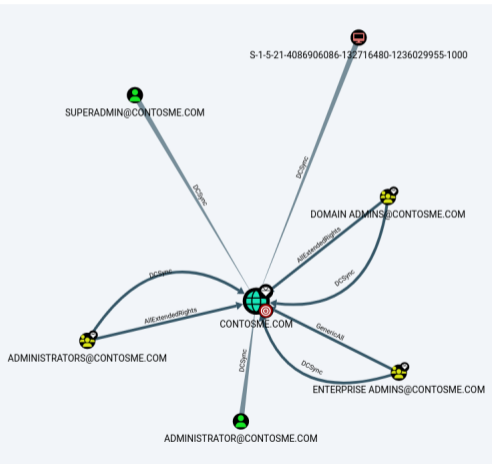 S-1-5-21-4086906086-132716480-1236029955-1000
SUPERADMIN@CONTOSME.COM
DCSync
DCSync
DOMAIN ADMINS@CONTOSME.COM
AllExtendedRights
DCSync
DCSync
AllExtendedRights
CONTOSME.COM
GenericAll
ADMINISTRATORS@CONTOSME.COM
DCSync
DCSync
ENTERPRISE ADMINS@CONTOSME.COM
ADMINISTRATOR@CONTOSME.COM